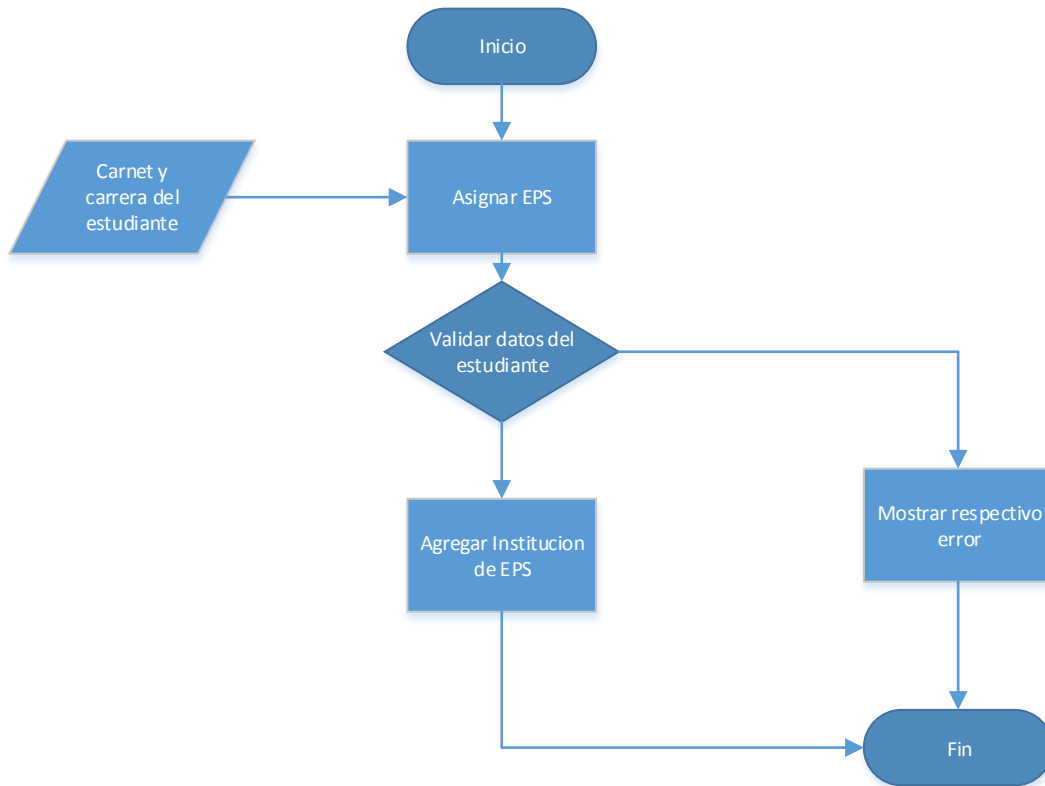 Inicio
Carnet y
carrera del
estudiante
Asignar EPS
Validar datos del
estudiante
Agregar Institucion
de EPS
Mostrar respectivo
error
Fin